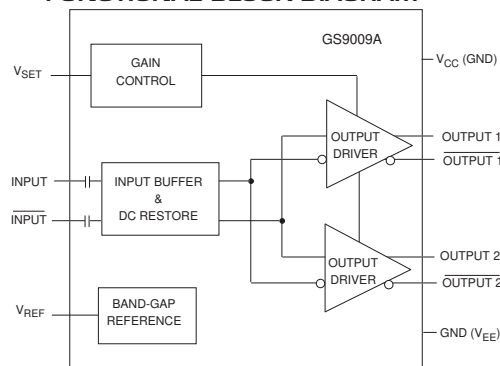 FUNCTIONAL BLOCK DIAGRAM
GS9009A
VSET
GAIN
CONTROL
VCC (GND)
OUTPUT
DRIVER
OUTPUT 1
OUTPUT 1
INPUT
INPUT
INPUT BUFFER
&
DC RESTORE
OUTPUT
DRIVER
OUTPUT 2
OUTPUT 2
VREF
BAND-GAP
REFERENCE
GND (VEE)